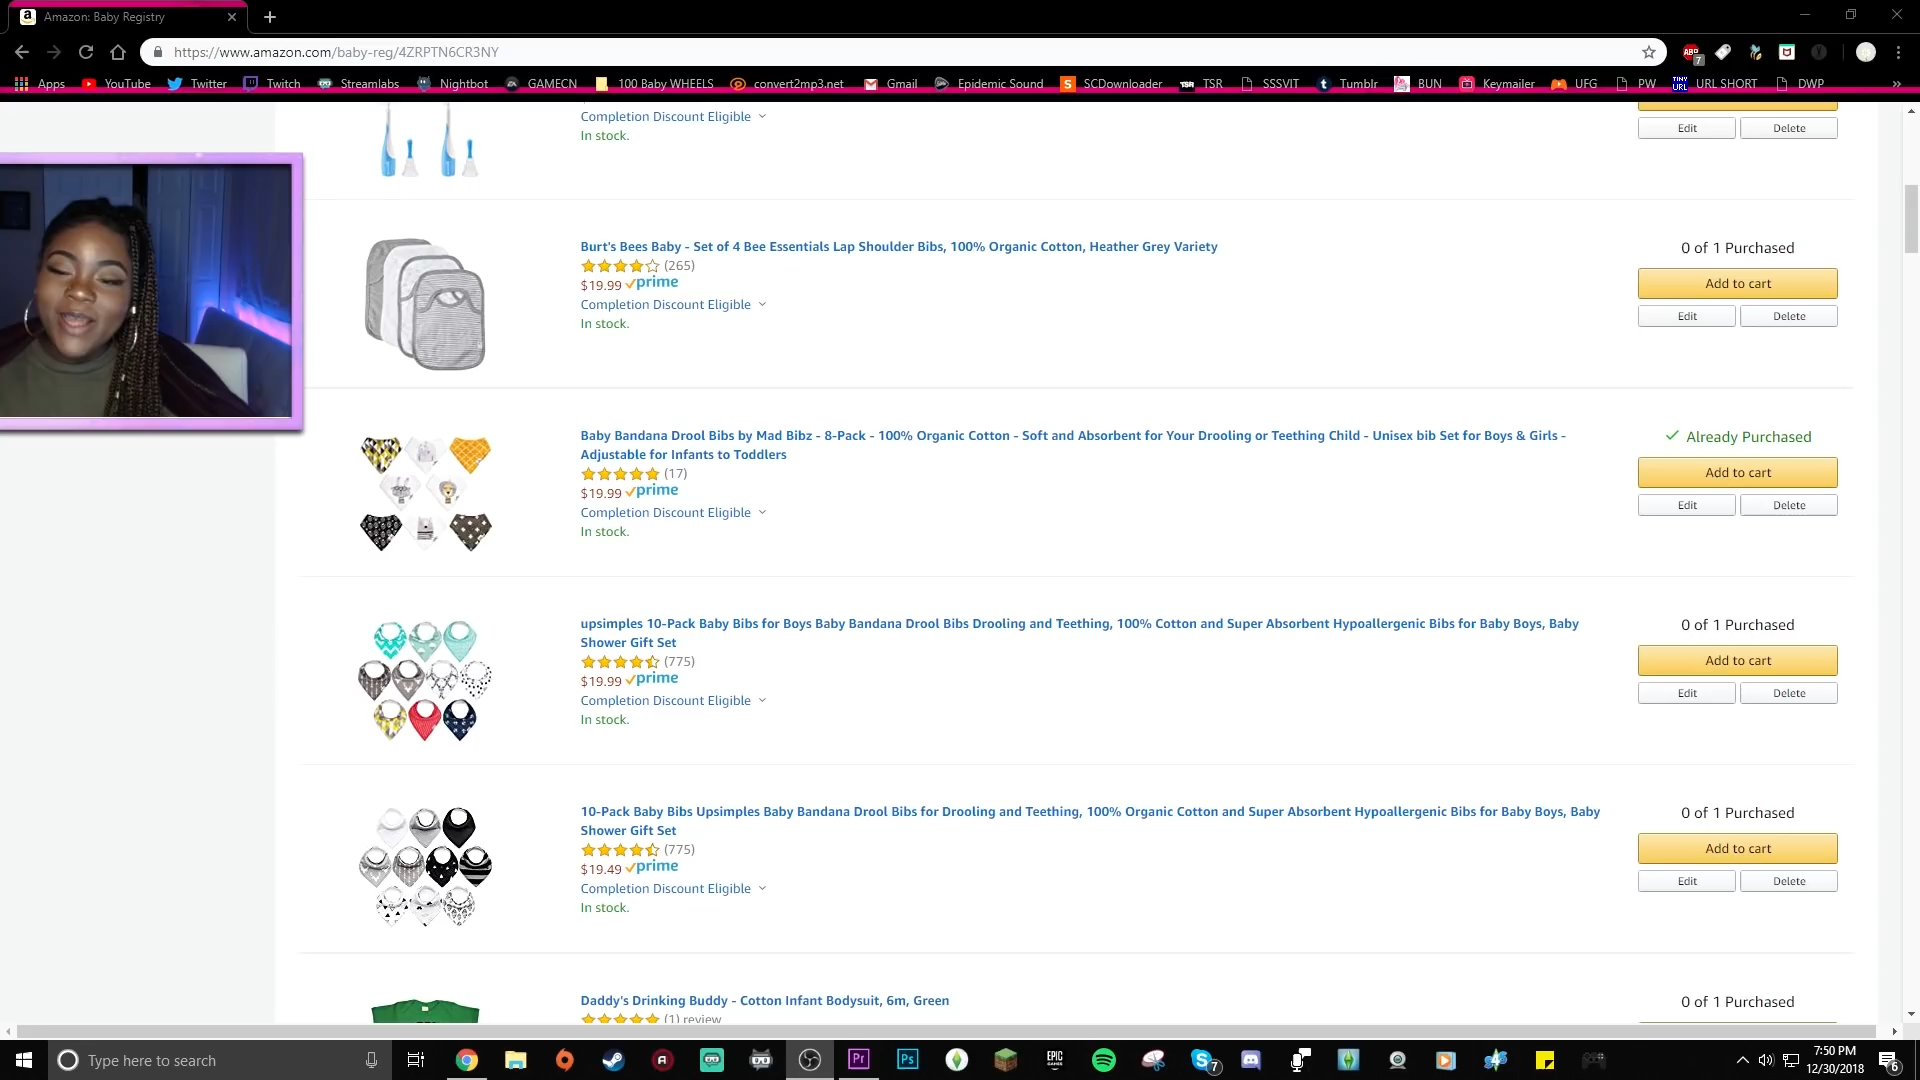 Amazon: Baby Registry
https://www.amazon.com/baby-reg/4ZRPTN6CR3NY
ABP
7
Apps YouTube Twitter Twitch Streamlabs Nightbot GAMECN 100 Baby WHEELS convert2mp3.net Gmail Epidemic Sound SCDownloader TSR SSSVIT Tumblr BUN Keymailer UFG PW URL SHORT DWP
Completion Discount Eligible
In stock.
Edit Delete
Burt's Bees Baby - Set of 4 Bee Essentials Lap Shoulder Bibs, 100% Organic Cotton, Heather Grey Variety
(265)
$19.99 prime
Completion Discount Eligible
In stock.
0 of 1 Purchased
Add to cart
Edit Delete
Baby Bandana Drool Bibs by Mad Bibz - 8-Pack - 100% Organic Cotton - Soft and Absorbent for Your Drooling or Teething Child - Unisex bib Set for Boys & Girls -
Adjustable for Infants to Toddlers
(17)
$19.99 prime
Completion Discount Eligible
In stock.
Already Purchased
Add to cart
Edit Delete
upsimples 10-Pack Baby Bibs for Boys Baby Bandana Drool Bibs Drooling and Teething, 100% Cotton and Super Absorbent Hypoallergenic Bibs for Baby Boys, Baby
Shower Gift Set
(775)
$19.99 prime
Completion Discount Eligible
In stock.
0 of 1 Purchased
Add to cart
Edit Delete
10-Pack Baby Bibs Upsimples Baby Bandana Drool Bibs for Drooling and Teething, 100% Organic Cotton and Super Absorbent Hypoallergenic Bibs for Baby Boys, Baby
Shower Gift Set
(775)
$19.49 prime
Completion Discount Eligible
In stock.
0 of 1 Purchased
Add to cart
Edit Delete
Daddy's Drinking Buddy - Cotton Infant Bodysuit, 6m, Green
(1) review
0 of 1 Purchased
Type here to search
Pr
Ps
EPIC GAMES
7
7:50 PM
12/30/2018
6